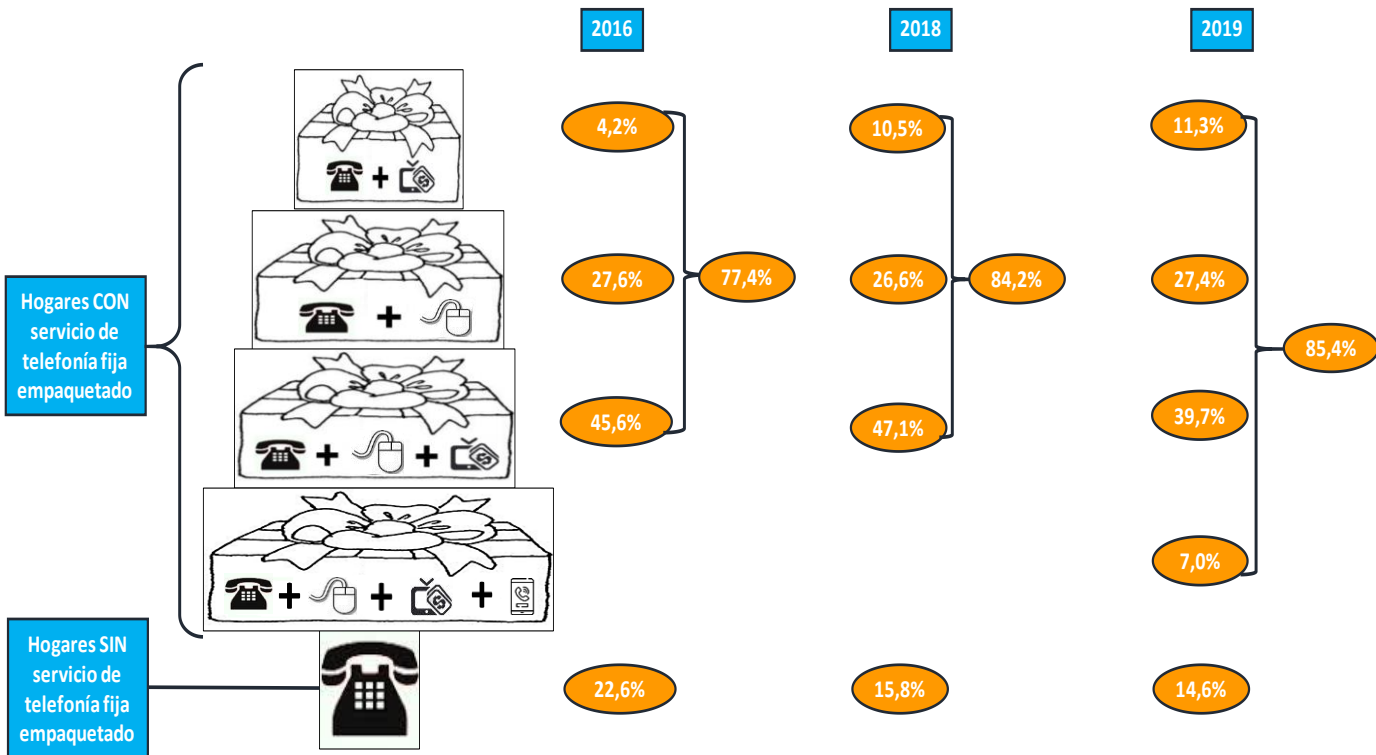 2016
2018
2019
4,2%
10,5%
11,3%
27,6%
77,4%
26,6%
84,2%
27,4%
Hogares CON
servicio de
telefonía fija
empaquetado
85,4%
45,6%
47,1%
39,7%
7,0%
Hogares SIN
servicio de
telefonía fija
empaquetado
22,6%
15,8%
14,6%